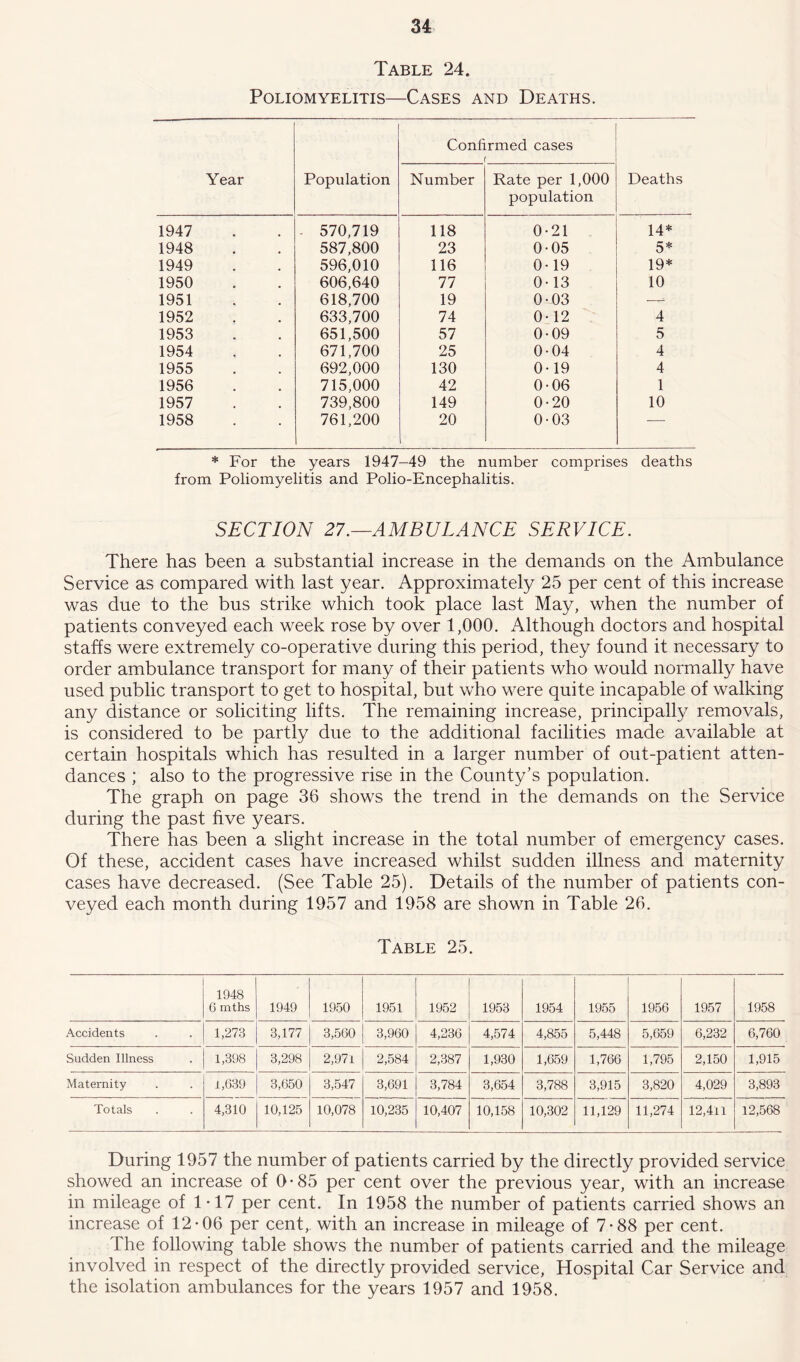 34
Table 24.
Poliomyelitis—Cases and Deaths.
Year Population Confirmed cases Deaths
Number Rate per 1,000 population
1947 . . 570,719 118 0·21 14*
1948 . . 587,800 23 0·05 5*
1949 . . 596,010 116 0·19 19*
1950 . . 606,640 77 0·13 10
1951 . . 618,700 19 0·03 —
1952 . . 633,700 74 0·12 4
1953 . . 651,500 57 0·09 5
1954 . . 671,700 25 0·04 4
1955 . . 692,000 130 0·19 4
1956 . . 715,000 42 0·06 1
1957 . . 739,800 149 0·20 10
1958 . . 761,200 20 0·03 —
* For the years 1947–49 the number comprises deaths
from Poliomyelitis and Polio-Encephalitis.
SECTION 27.—AMBULANCE SERVICE.
There has been a substantial increase in the demands on the Ambulance
Service as compared with last year. Approximately 25 per cent of this increase
was due to the bus strike which took place last May, when the number of
patients conveyed each week rose by over 1,000. Although doctors and hospital
staffs were extremely co-operative during this period, they found it necessary to
order ambulance transport for many of their patients who would normally have
used public transport to get to hospital, but who were quite incapable of walking
any distance or soliciting lifts. The remaining increase, principally removals,
is considered to be partly due to the additional facilities made available at
certain hospitals which has resulted in a larger number of out-patient atten-
dances ; also to the progressive rise in the County's population.
The graph on page 36 shows the trend in the demands on the Service
during the past five years.
There has been a slight increase in the total number of emergency cases.
Of these, accident cases have increased whilst sudden illness and maternity
cases have decreased. (See Table 25). Details of the number of patients con-
veyed each month during 1957 and 1958 are shown in Table 26.
Table 25.
1948 6 mths 1949 1950 1951 1952 1953 1954 1955 1956 1957 1958
Accidents . . 1,273 3,177 3,560 3,960 4,236 4,574 4,855 5,448 5,659 6,232 6,760
Sudden Illness . 1,398 3,298 2,971 2,584 2,387 1,930 1,659 1,766 1,795 2,150 1,915
Maternity . . 1,639 3,650 3,547 3,691 3,784 3,654 3,788 3,915 3,820 4,029 3,893
Totals . . 4,310 10,125 10,078 10,235 10,407 10,158 10,302 11,129 11,274 12,411 12,568
During 1957 the number of patients carried by the directly provided service
showed an increase of 0·85 per cent over the previous year, with an increase
in mileage of 1·17 per cent. In 1958 the number of patients carried shows an
increase of 12·06 per cent, with an increase in mileage of 7·88 per cent.
The following table shows the number of patients carried and the mileage
involved in respect of the directly provided service, Hospital Car Service and
the isolation ambulances for the years 1957 and 1958.